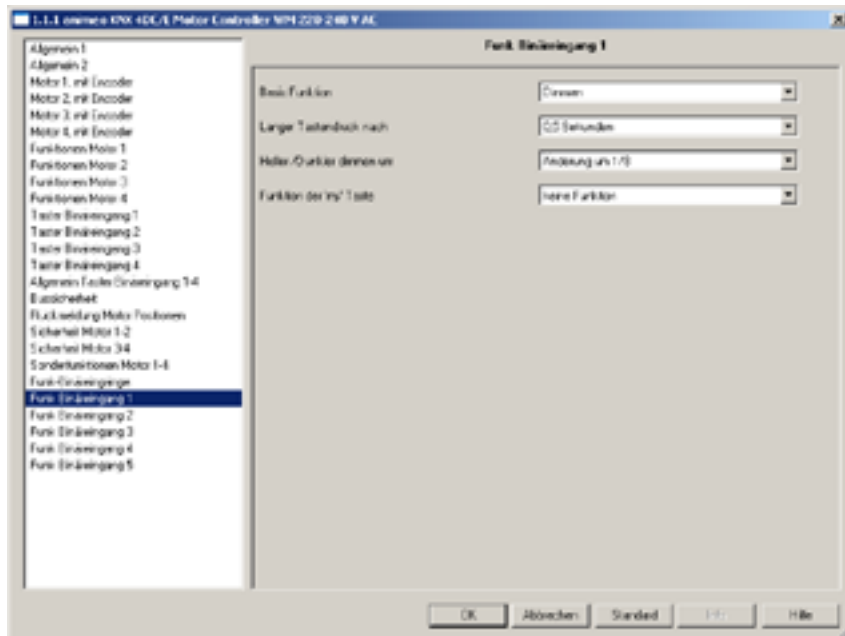 1.1.1 animeo KNX 4DC/E Motor Controller WM 220-240 V AC
Allgemein 1
Allgemein 2
Motor 1, mit Encoder
Motor 2, mit Encoder
Motor 3, mit Encoder
Motor 4, mit Encoder
Funktionen Motor 1
Funktionen Motor 2
Funktionen Motor 3
Funktionen Motor 4
Taster Binäreingang 1
Taster Binäreingang 2
Taster Binäreingang 3
Taster Binäreingang 4
Allgemein Taster Binäreingang 1-4
Bussicherheit
Rückmeldung Motor Positionen
Sicherheit Motor 1-2
Sicherheit Motor 3-4
Sonderfunktionen Motor 1-4
Funk-Binäreingänge
Funk Binäreingang 1
Funk Binäreingang 2
Funk Binäreingang 3
Funk Binäreingang 4
Funk Binäreingang 5
Funk Binäreingang 1
Basis Funktion
Dimmen
Langer Tastendruck nach
0,5 Sekunden
Heller-/Dunkler dimmen um
Änderung um 1/8
Funktion der 'my' Taste
keine Funktion
OK
Abbrechen
Standard
Info
Hilfe